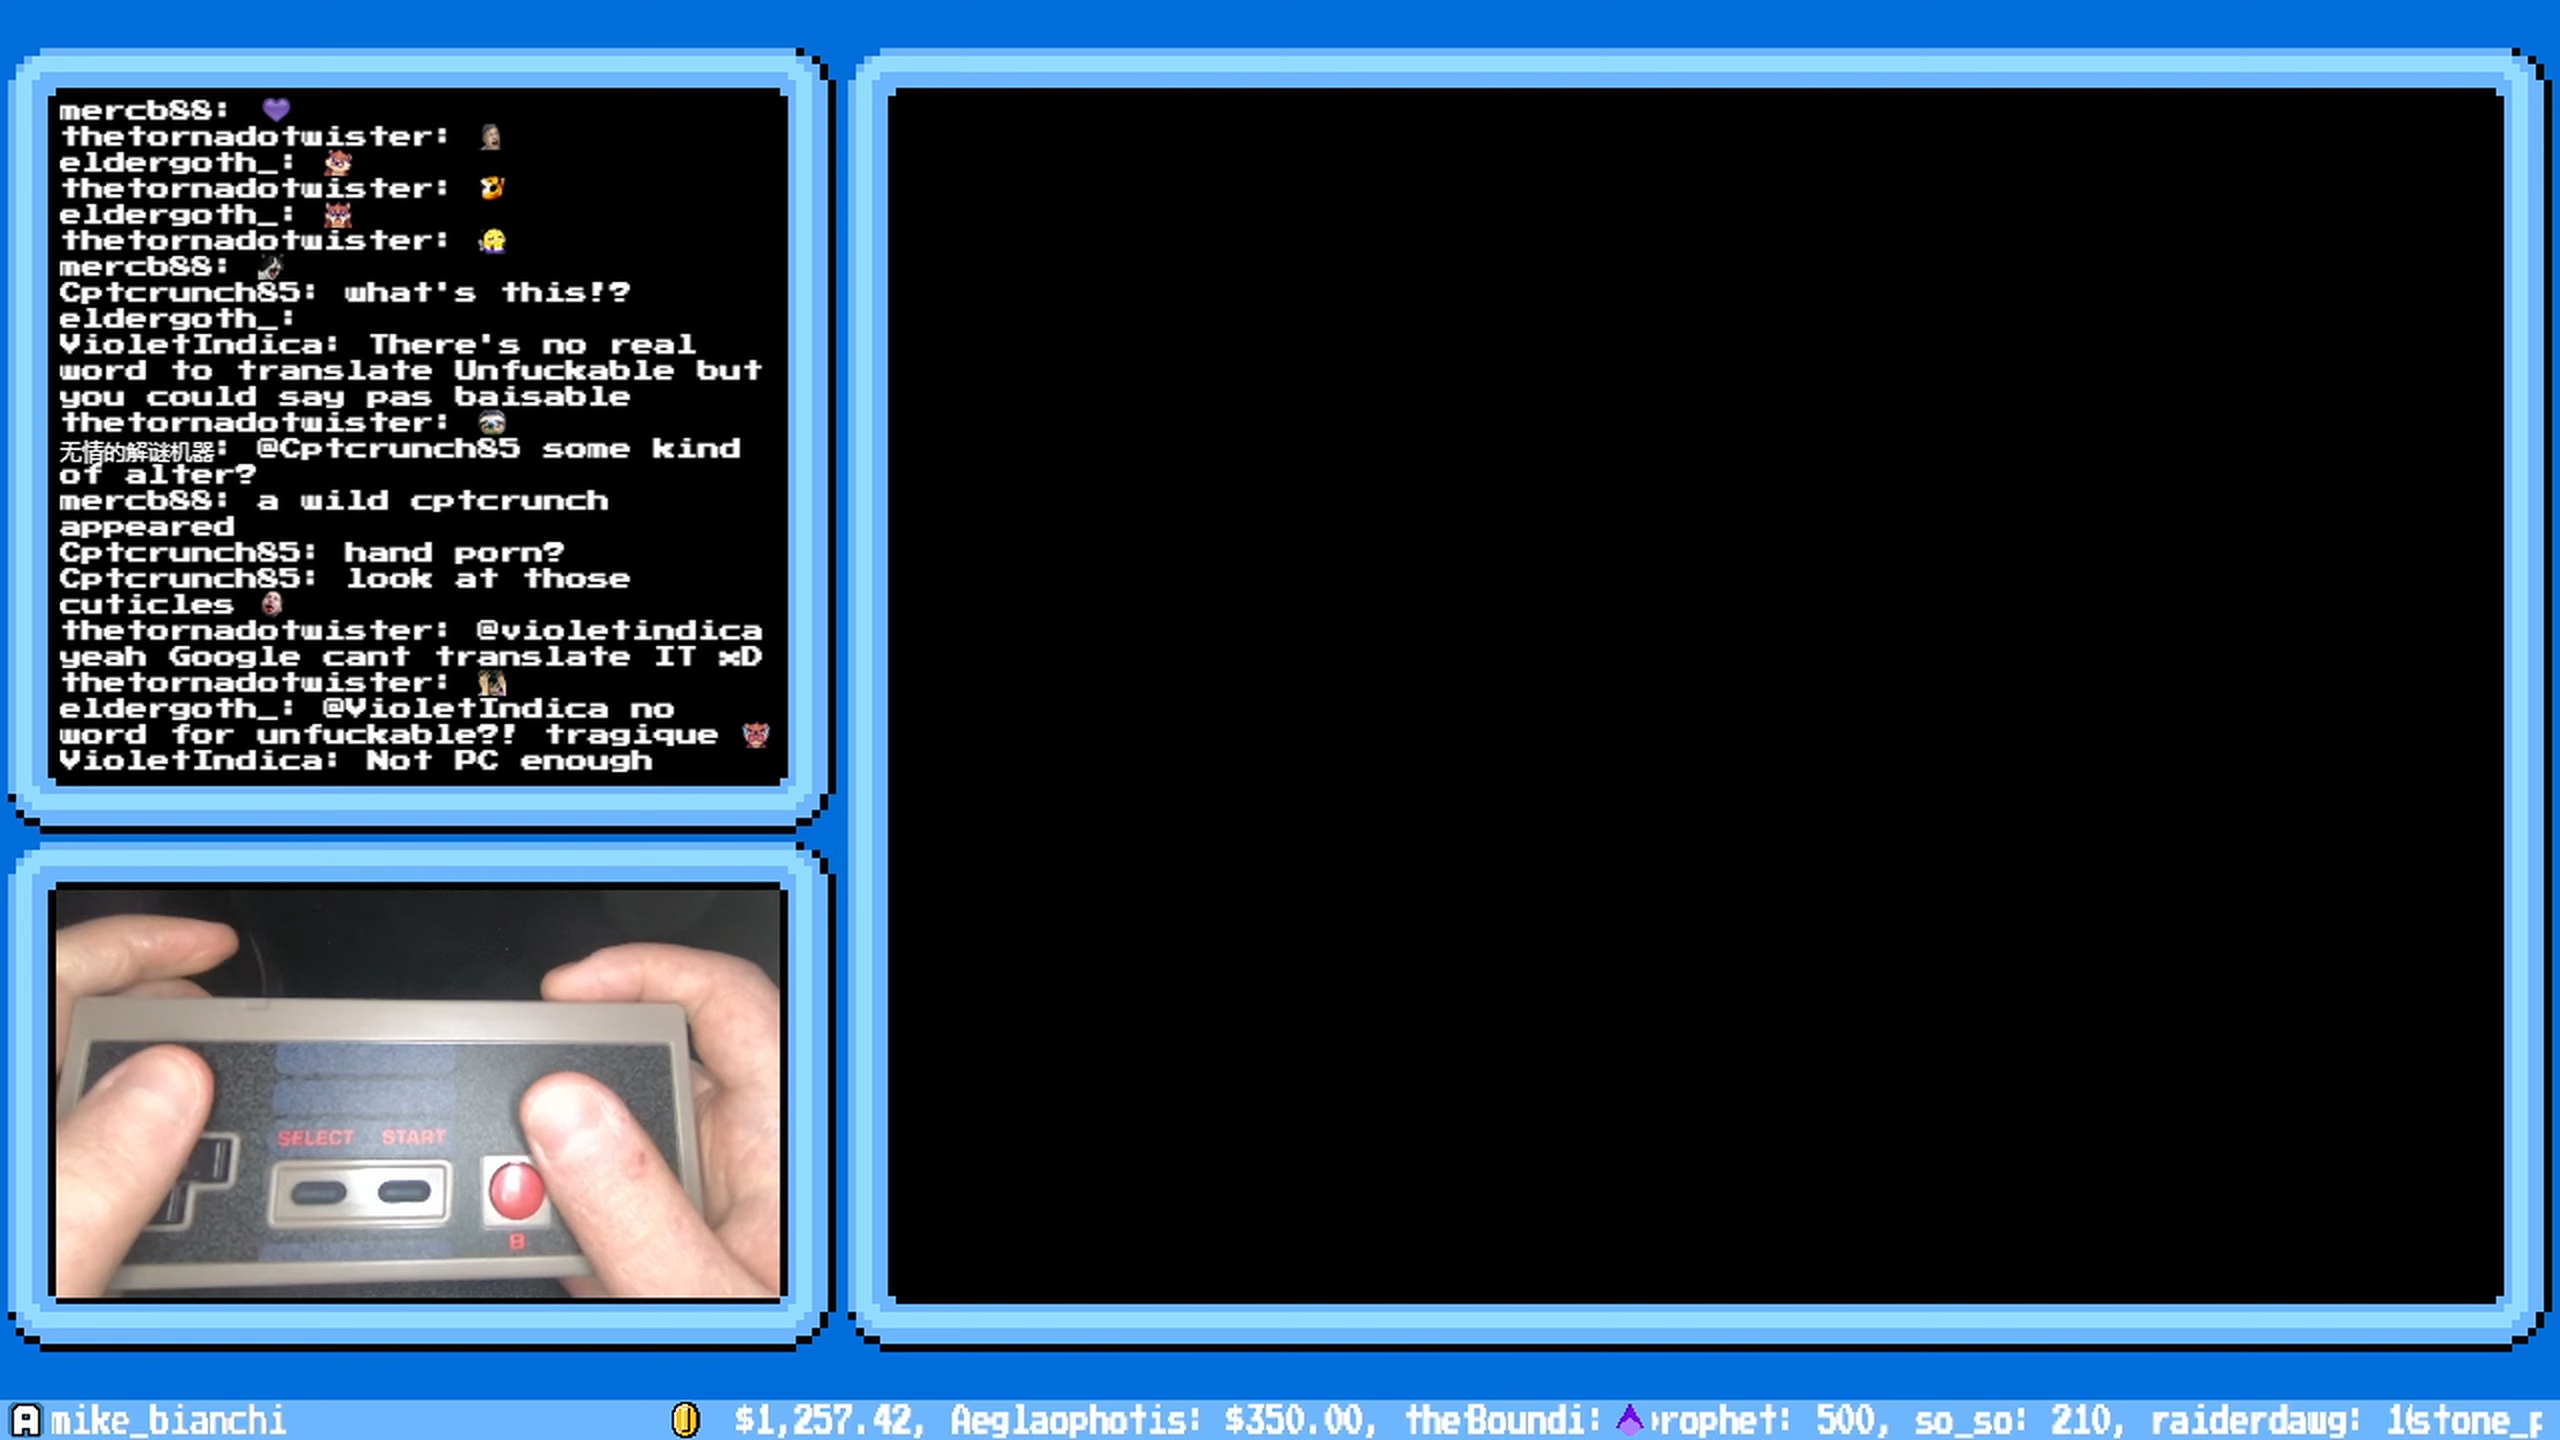 mercb88:
thetornadotwister:
eldergoth_:
thetornadotwister:
eldergoth_:
thetornadotwister:
mercb88:
Cptcrunch85: what's this!?
eldergoth_:
VioletIndica: There's no real
word to translate Unfuckable but
you could say pas baisable
thetornadotwister:
无情的解谜机器: @Cptcrunch85 some kind
of alter?
mercb88: a wild cptcrunch
appeared
Cptcrunch85: hand porn?
Cptcrunch85: look at those
cuticles
thetornadotwister: @violetindica
yeah Google cant translate IT xD
thetornadotwister:
eldergoth_: @VioletIndica no
word for unfuckable?! tragique
VioletIndica: Not PC enough
SELECT START
B
A mike_bianchi
$1,257.42, Aeglaophotis: $350.00, theBoundi: rophet: 500, so_so: 210, raiderdawg: